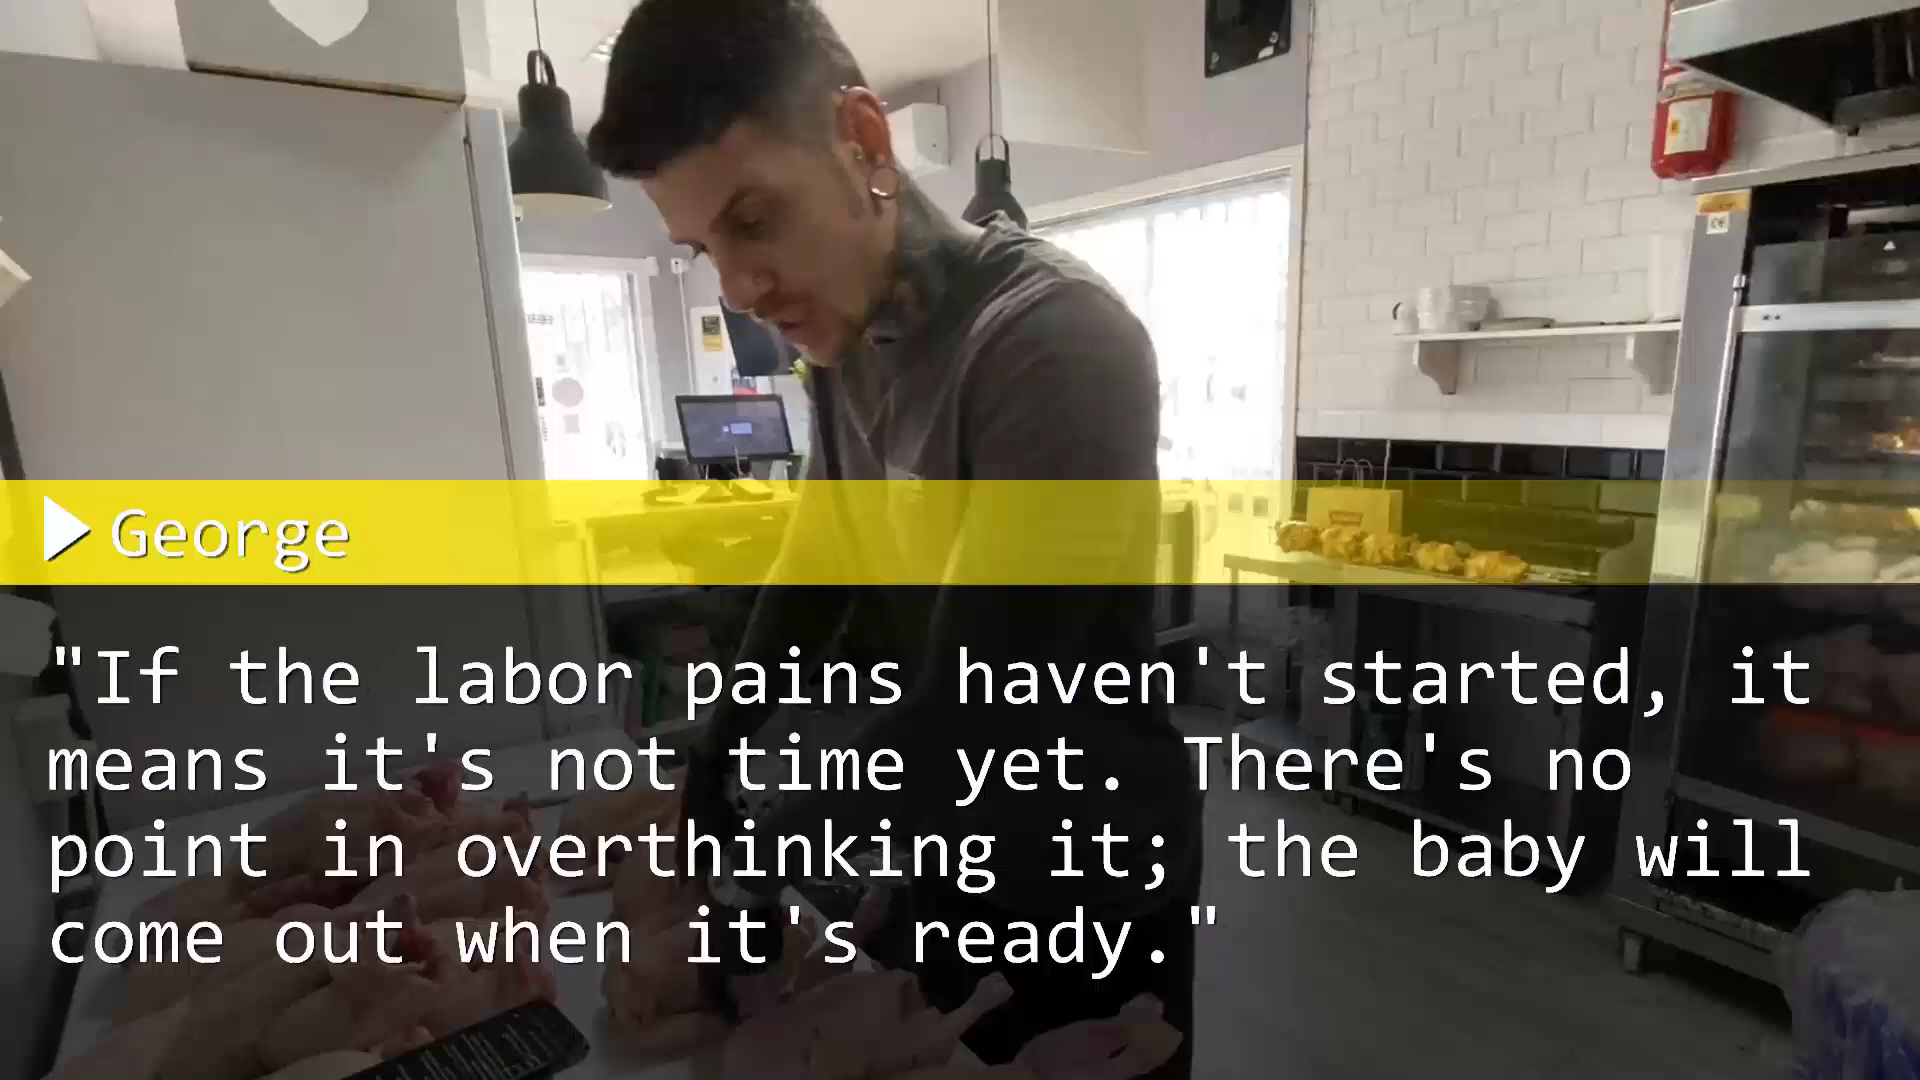 George
"If the labor pains haven't started, it
means it's not time yet. There's no
point in overthinking it; the baby will
come out when it's ready."